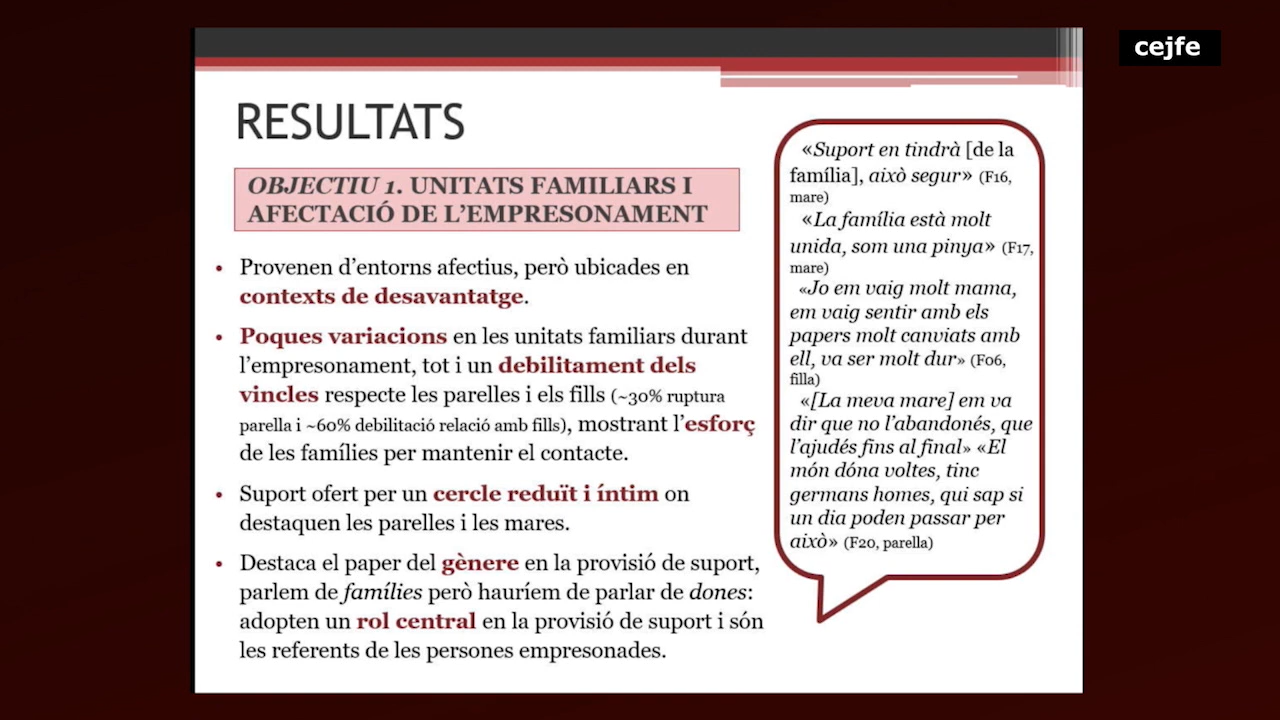 cejfe
RESULTATS
OBJECTIU 1. UNITATS FAMILIARS I
AFECTACIÓ DE L'EMPRESONAMENT
• Provenen d'entorns afectius, però ubicades en
contexts de desavantatge.
• Poques variacions en les unitats familiars durant
l'empresonament, tot i un debilitament dels
vincles respecte les parelles i els fills (~30% ruptura
parella i ~60% debilitació relació amb fills), mostrant l'esforç
de les famílies per mantenir el contacte.
• Suport ofert per un cercle reduït i íntim on
destaquen les parelles i les mares.
• Destaca el paper del gènere en la provisió de suport,
parlem de famílies però hauríem de parlar de dones:
adopten un rol central en la provisió de suport i són
les referents de les persones empresonades.
«Suport en tindrà [de la
família], això segur» (F16,
mare)
«La família està molt
unida, som una pinya» (F17,
mare)
«Jo em vaig molt mama,
em vaig sentir amb els
papers molt canviats amb
ell, va ser molt dur» (F06,
filla)
«[La meva mare] em va
dir que no l'abandonés, que
l'ajudés fins al final» «El
món dóna voltes, tinc
germans homes, qui sap si
un dia poden passar per
això» (F20, parella)